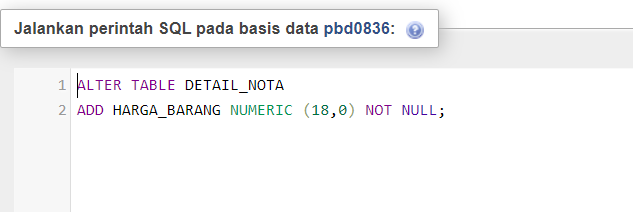 Jalankan perintah SQL pada basis data pbd0836:
1 ALTER TABLE DETAIL_NOTA
2 ADD HARGA_BARANG NUMERIC (18,0) NOT NULL;